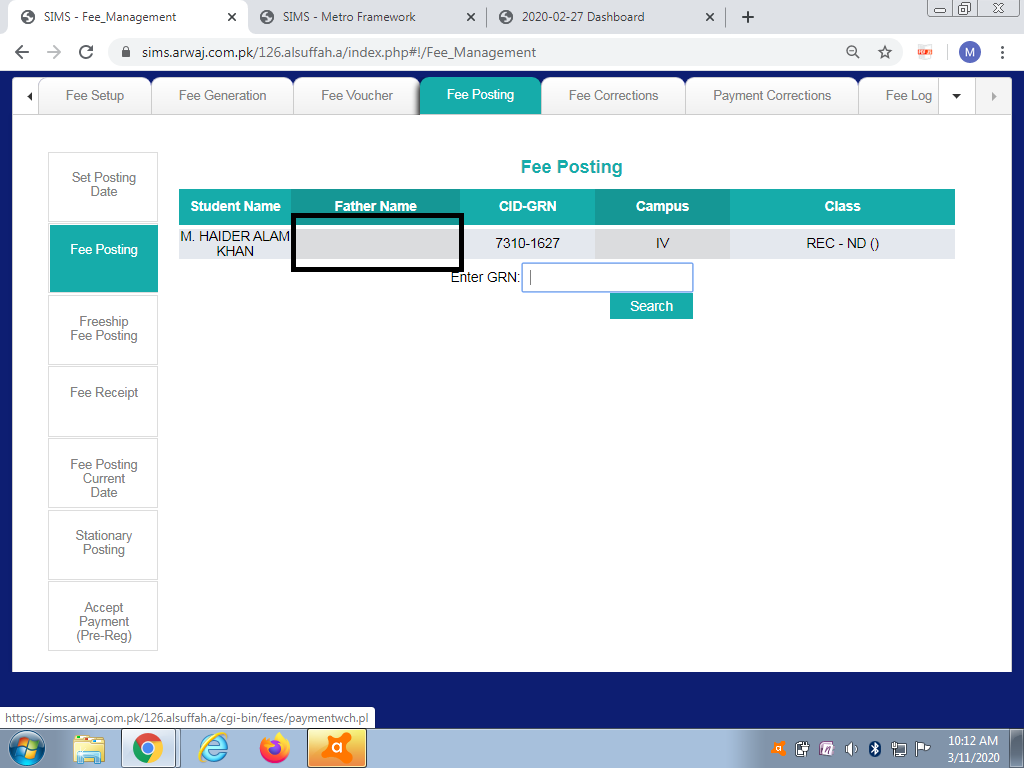 SIMS - Fee_Management
SIMS - Metro Framework
2020-02-27 Dashboard
sims.arwaj.com.pk/126.alsuffah.a/index.php#!/Fee_Management
M
Fee Setup
Fee Generation
Fee Voucher
Fee Posting
Fee Corrections
Payment Corrections
Fee Log
Set Posting
Date
Fee Posting
Freeship
Fee Posting
Fee Receipt
Fee Posting
Current
Date
Stationary
Posting
Accept
Payment
(Pre-Reg)
Fee Posting
Student Name Father Name CID-GRN Campus Class
M. HAIDER ALAM
KHAN
7310-1627 IV REC - ND ()
Enter GRN:
Search
https://sims.arwaj.com.pk/126.alsuffah.a/cgi-bin/fees/paymentwch.pl
10:12 AM
3/11/2020